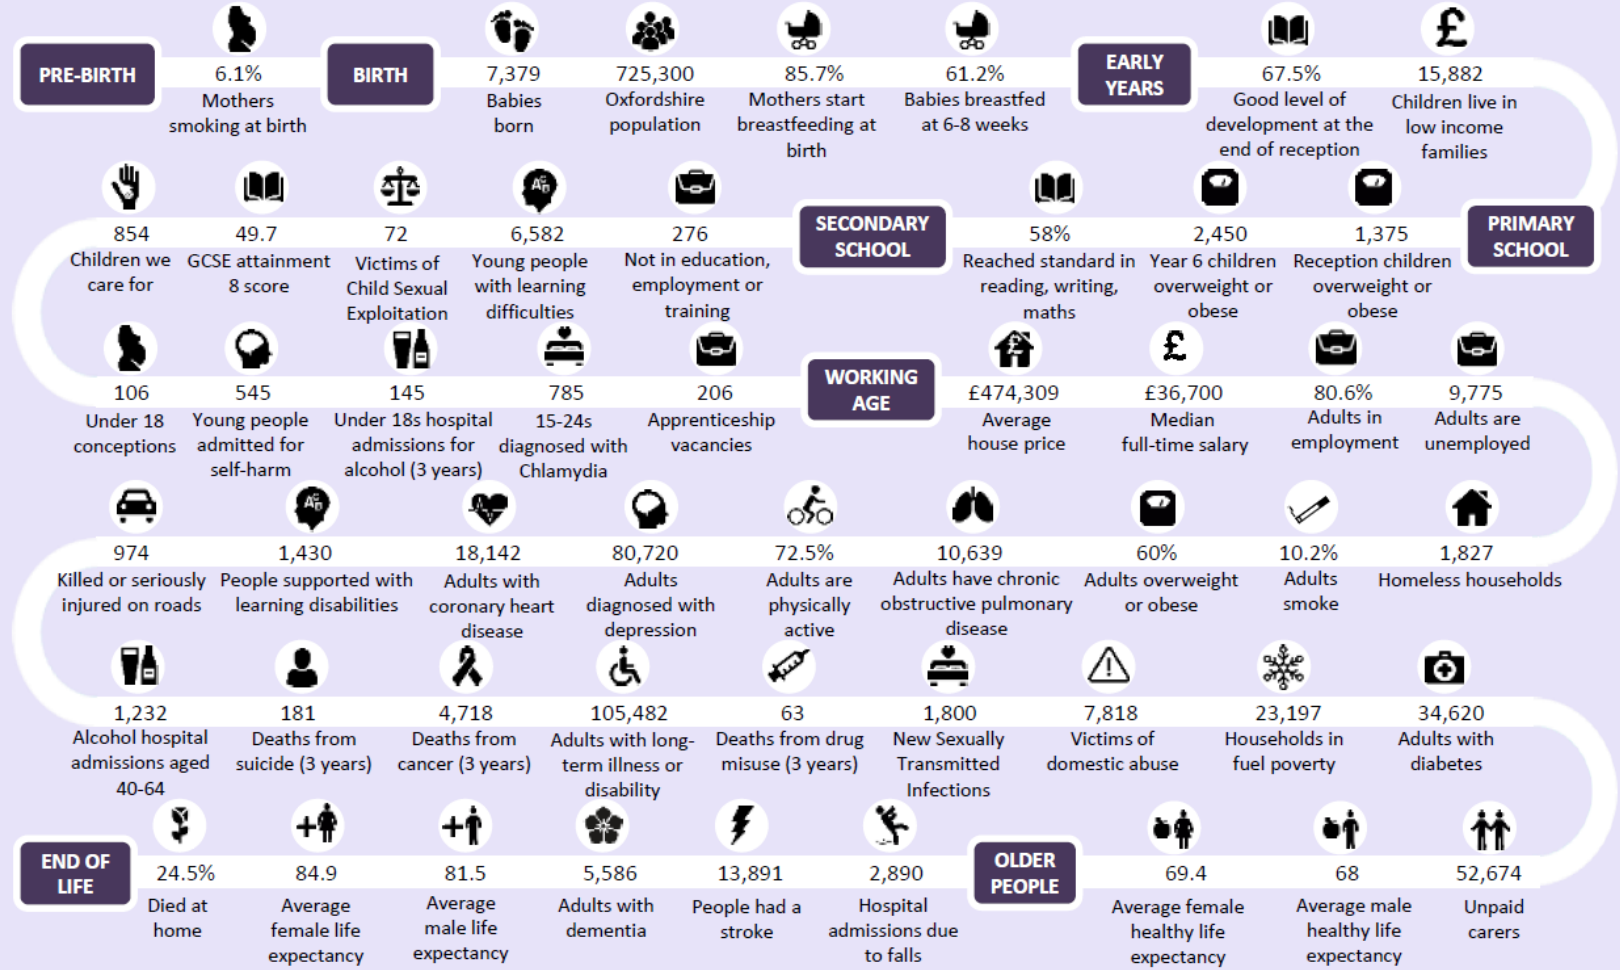 PRE-BIRTH
6.1%
Mothers
smoking at birth
BIRTH
7,379
Babies
born
725,300
Oxfordshire
population
85.7%
Mothers start
breastfeeding at
birth
61.2%
Babies breastfed
at 6-8 weeks
EARLY
YEARS
67.5%
Good level of
development at the
end of reception
15,882
Children live in
low income
families
PRIMARY
SCHOOL
1,375
Reception children
overweight or
obese
2,450
Year 6 children
overweight or
obese
58%
Reached standard in
reading, writing,
maths
SECONDARY
SCHOOL
276
Not in education,
employment or
training
6,582
Young people
with learning
difficulties
72
Victims of
Child Sexual
Exploitation
49.7
GCSE attainment
8 score
854
Children we
care for
106
Under 18
conceptions
545
Young people
admitted for
self-harm
145
Under 18s hospital
admissions for
alcohol (3 years)
785
15-24s
diagnosed with
Chlamydia
206
Apprenticeship
vacancies
WORKING
AGE
£474,309
Average
house price
£36,700
Median
full-time salary
80.6%
Adults in
employment
9,775
Adults are
unemployed
1,827
Homeless households
10.2%
Adults
smoke
60%
Adults overweight
or obese
10,639
Adults have chronic
obstructive pulmonary
disease
72.5%
Adults are
physically
active
80,720
Adults
diagnosed with
depression
18,142
Adults with
coronary heart
disease
1,430
People supported with
learning disabilities
974
Killed or seriously
injured on roads
1,232
Alcohol hospital
admissions aged
40-64
181
Deaths from
suicide (3 years)
4,718
Deaths from
cancer (3 years)
105,482
Adults with long-
term illness or
disability
63
Deaths from drug
misuse (3 years)
1,800
New Sexually
Transmitted
Infections
7,818
Victims of
domestic abuse
23,197
Households in
fuel poverty
34,620
Adults with
diabetes
52,674
Unpaid
carers
68
Average male
healthy life
expectancy
69.4
Average female
healthy life
expectancy
OLDER
PEOPLE
2,890
Hospital
admissions due
to falls
13,891
People had a
stroke
5,586
Adults with
dementia
81.5
Average
male life
expectancy
84.9
Average
female life
expectancy
24.5%
Died at
home
END OF
LIFE